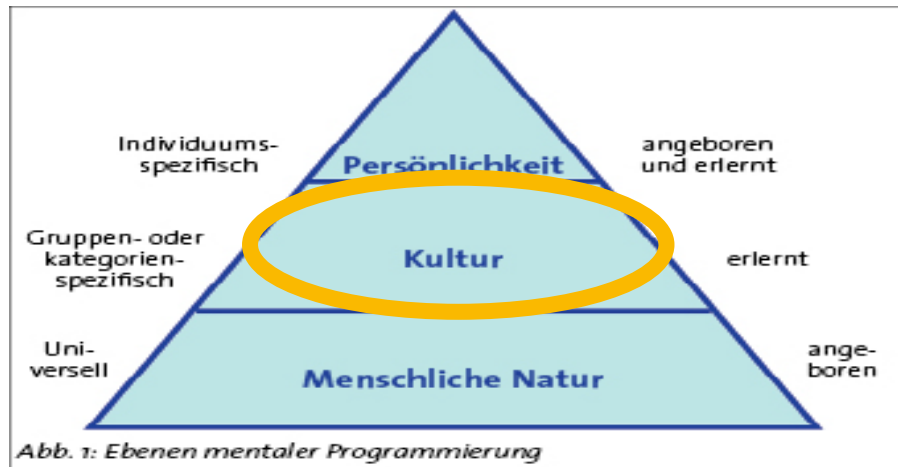 Individuums-
spezifisch
Persönlichkeit
angeboren
und erlernt
Gruppen- oder
kategorien-
spezifisch
Kultur
erlernt
Uni-
versell
Menschliche Natur
ange-
boren
Abb. 1: Ebenen mentaler Programmierung